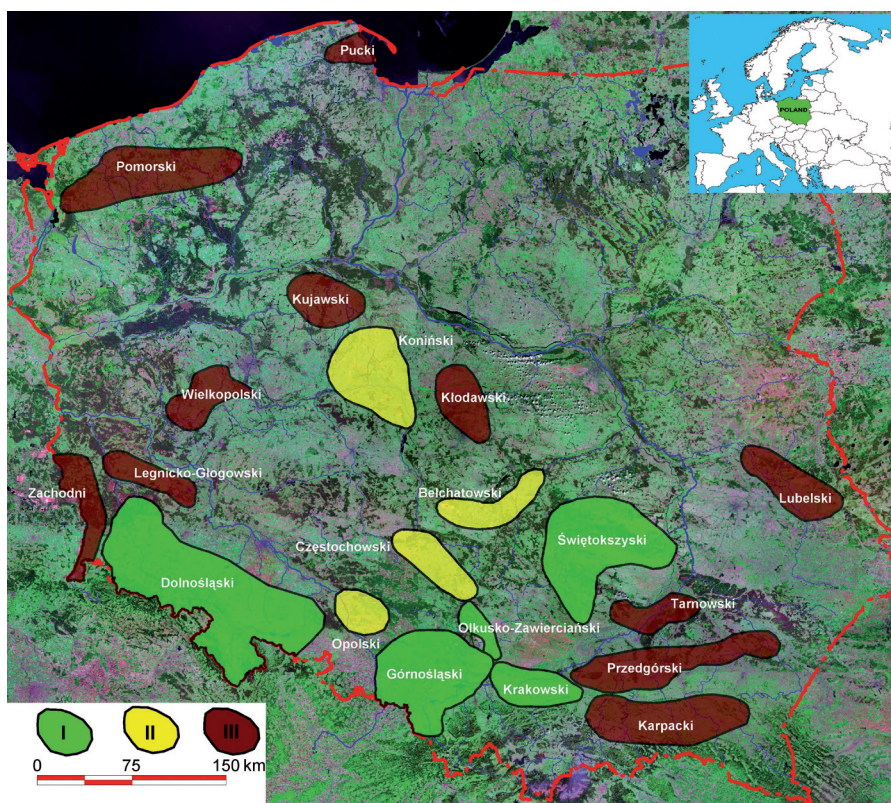 Pucki
POLAND
Pomorski
Kujawski
Koniński
Wielkopolski
Kłodawski
Legnicko-Głogowski
Zachodni
Bełchatowski
Lubelski
Częstochowski
Świętokszyski
Dolnośląski
Tarnowski
Olkusko-Zawierciański
Opolski
Górnośląski
Przedgórski
Krakowski
Karpacki
I II III
0 75 150 km